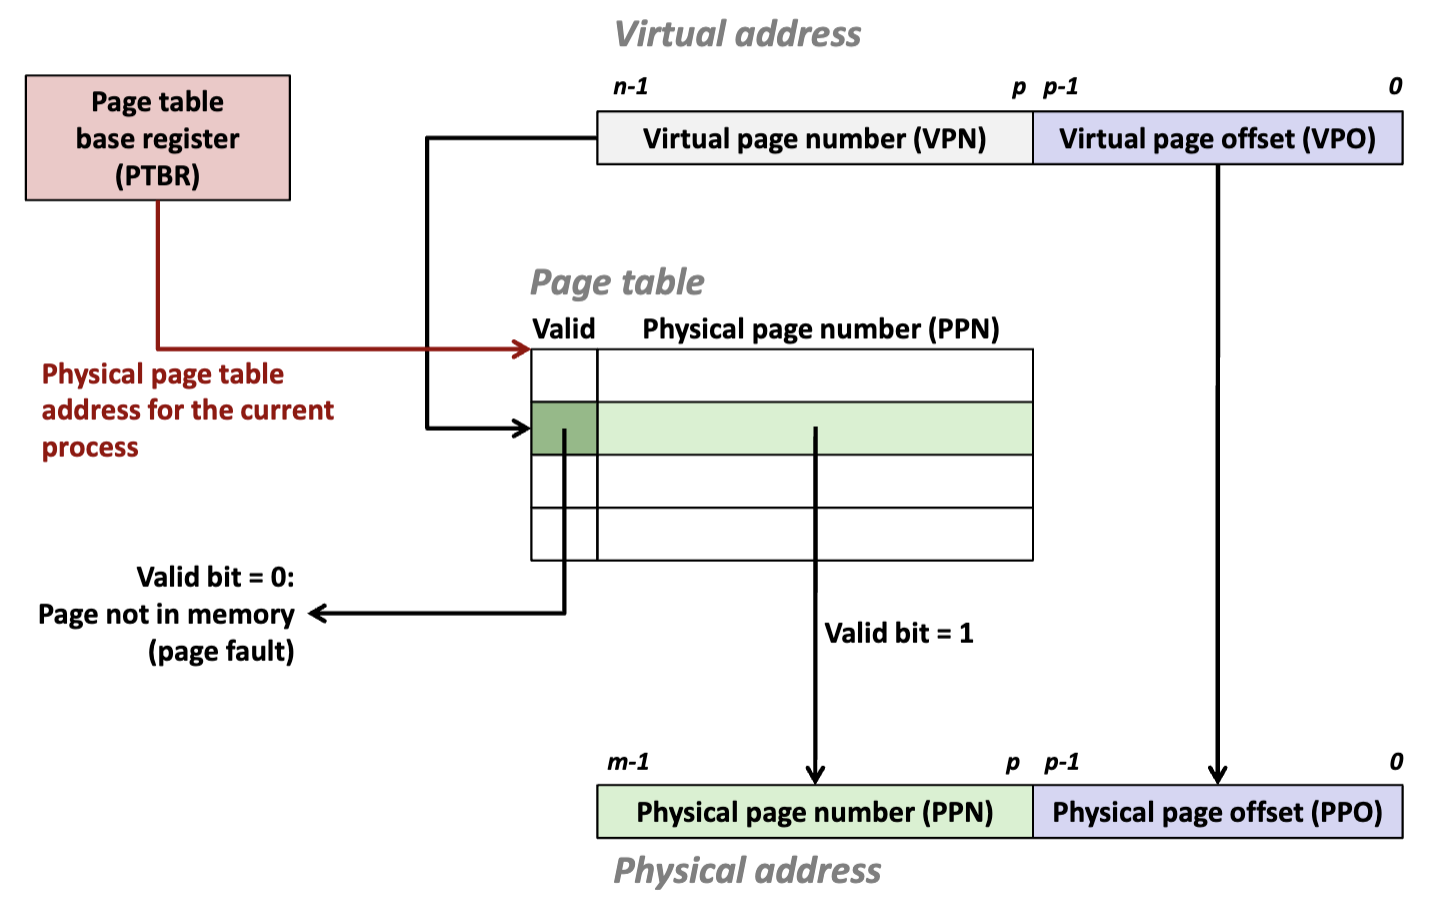 Virtual address
n-1 p p-1 0
Page table
base register
(PTBR)
Virtual page number (VPN) Virtual page offset (VPO)
Page table
Valid Physical page number (PPN)
Physical page table
address for the current
process
Valid bit = 0:
Page not in memory
(page fault)
Valid bit = 1
m-1 p p-1 0
Physical page number (PPN) Physical page offset (PPO)
Physical address